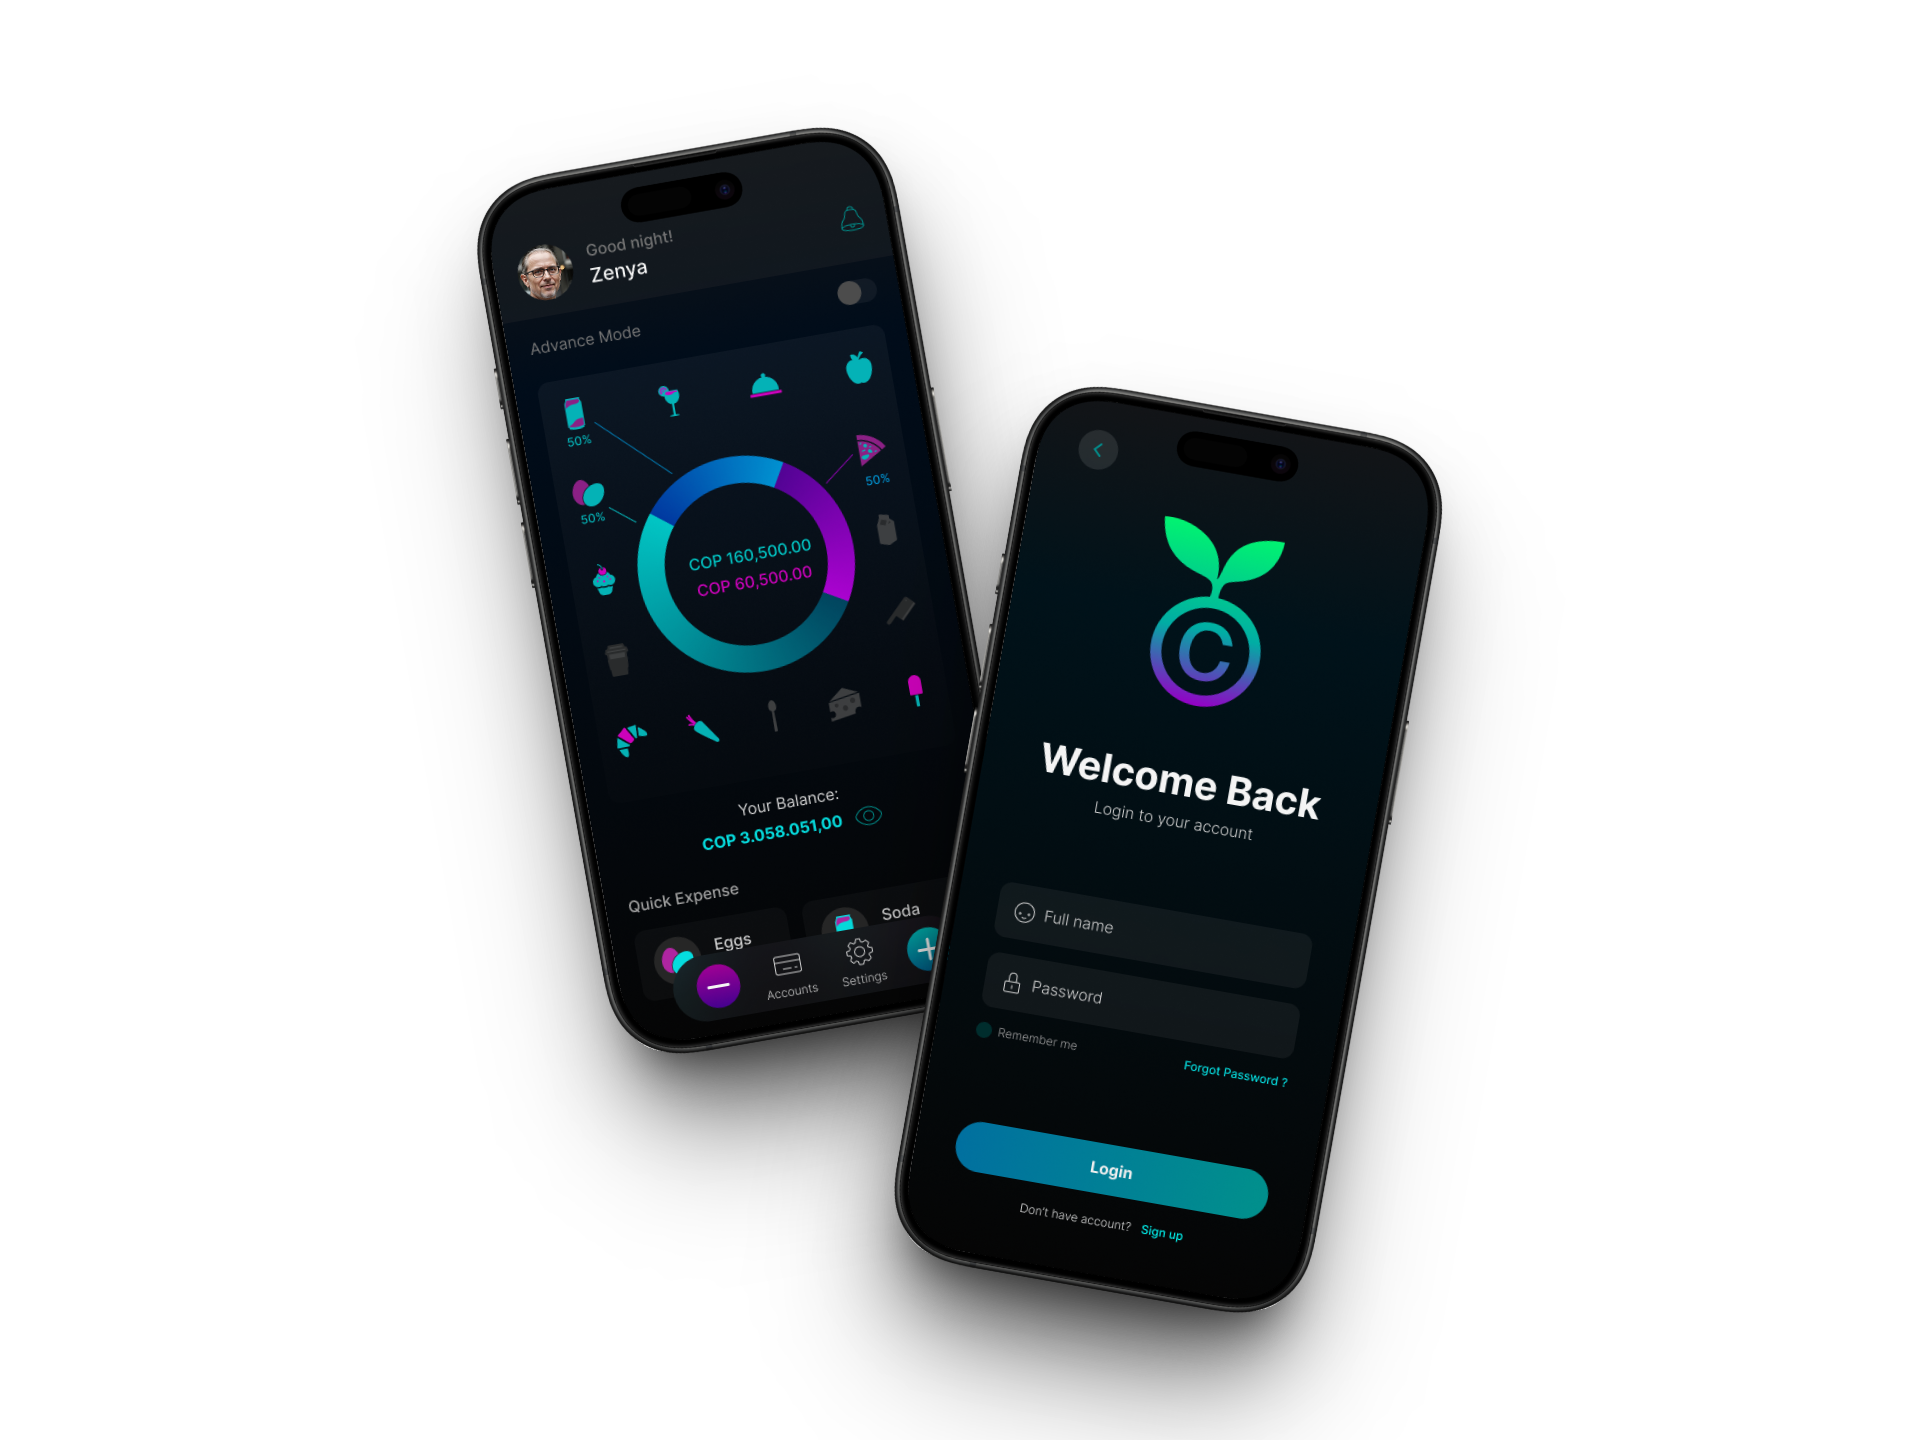 Good night!
Zenya
Advance Mode
50%
50%
50%
COP 160,500.00
COP 60,500.00
Your Balance:
COP 3.058.051,00
Quick Expense
Eggs
Soda
Accounts
Settings
C
Welcome Back
Login to your account
Full name
Password
Remember me
Forgot Password ?
Login
Don't have account? Sign up